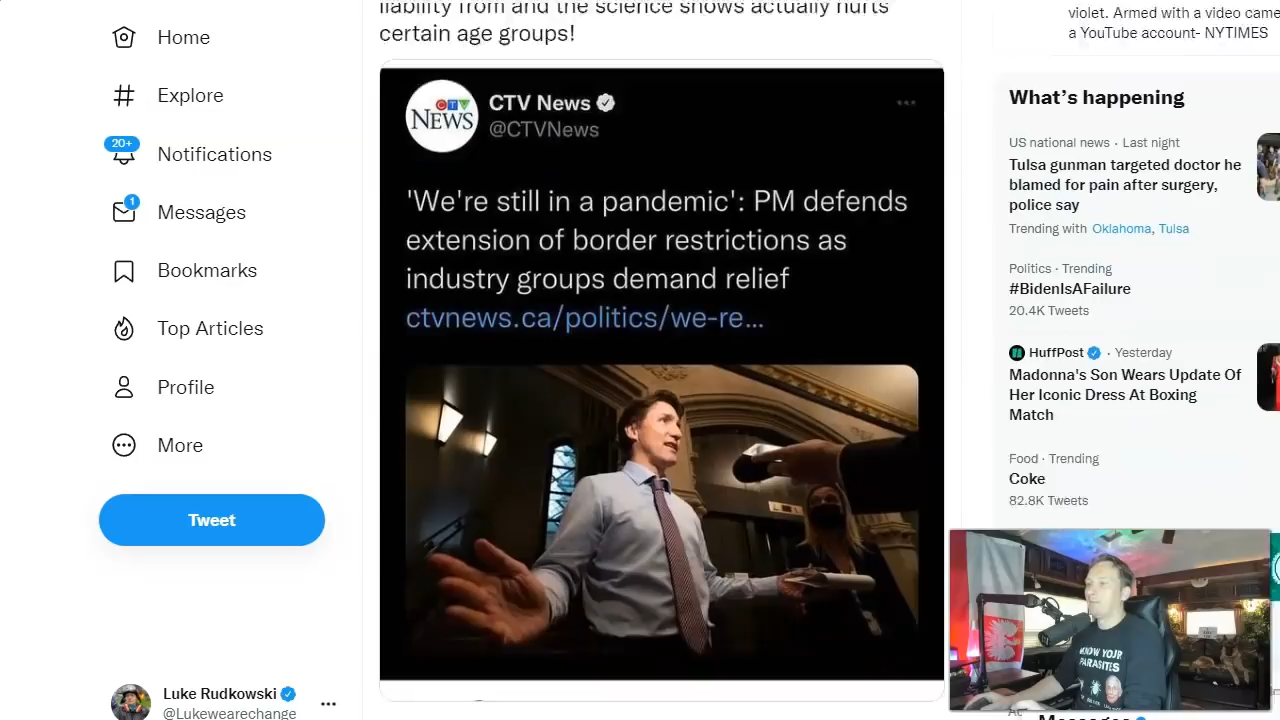 Home
Explore
20+
Notifications
1
Messages
Bookmarks
Top Articles
Profile
More
Tweet
Luke Rudkowski
@Lukewearechange
liability from and the science shows actually hurts
certain age groups!
CTV
NEWS
CTV News
@CTVNews
'We're still in a pandemic': PM defends
extension of border restrictions as
industry groups demand relief
ctvnews.ca/politics/we-re...
violet. Armed with a video came
a YouTube account- NYTIMES
What's happening
US national news · Last night
Tulsa gunman targeted doctor he
blamed for pain after surgery,
police say
Trending with Oklahoma, Tulsa
Politics · Trending
#BidenIsAFailure
20.4K Tweets
HuffPost · Yesterday
Madonna's Son Wears Update Of
Her Iconic Dress At Boxing
Match
Food · Trending
Coke
82.8K Tweets
KNOW YOUR
PARASITES
Messages